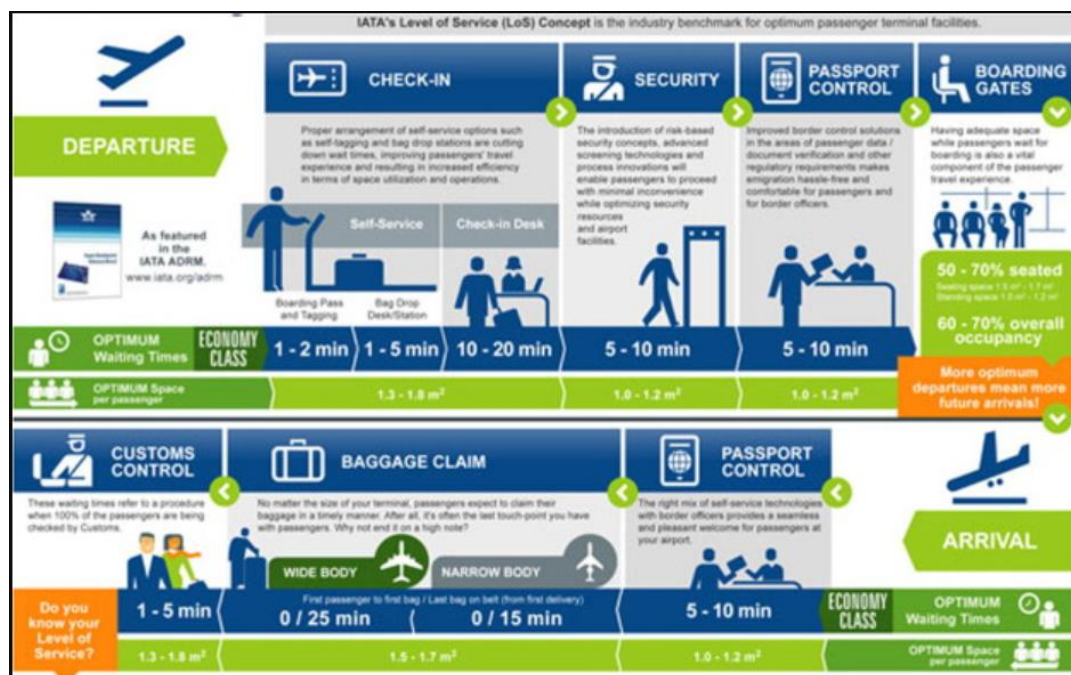 IATA's Level of Service (LoS) Concept is the industry benchmark for optimum passenger terminal facilities.
DEPARTURE
As featured
in the
IATA ADRM.
www.iata.org/adrm
CHECK-IN
Proper arrangement of self-service options such
as self-tagging and bag drop stations are cutting
down wait times, improving passengers' travel
experience and resulting in increased efficiency
in terms of space utilization and operations.
Self-Service
Check-in Desk
Boarding Pass
and Tagging
Bag Drop
Desk/Station
SECURITY
The introduction of risk-based
security concepts, advanced
screening technologies and
process innovations will
enable passengers to proceed
with minimal inconvenience
while optimizing security
resources
and airport
facilities.
PASSPORT
CONTROL
Improved border control solutions
in the areas of passenger data /
document verification and other
regulatory requirements makes
emigration hassle-free and
comfortable for passengers and
for border officers.
BOARDING
GATES
Having adequate space
while passengers wait for
boarding is also a vital
component of the passenger
travel experience.
50 - 70% seated
Seating space 1.5 m² - 1.7 m²
Standing space 1.0 m² - 1.2 m²
60 - 70% overall
occupancy
More optimum
departures mean more
future arrivals!
OPTIMUM
Waiting Times
ECONOMY
CLASS
1 - 2 min
1 - 5 min
10 - 20 min
5 - 10 min
5 - 10 min
OPTIMUM Space
per passenger
1.3 - 1.8 m²
1.0 - 1.2 m²
1.0 - 1.2 m²
CUSTOMS
CONTROL
These waiting times refer to a procedure
when 100% of the passengers are being
checked by Customs.
BAGGAGE CLAIM
No matter the size of your terminal, passengers expect to claim their
baggage in a timely manner. After all, it's often the last touch-point you have
with passengers. Why not end it on a high note?
WIDE BODY
NARROW BODY
PASSPORT
CONTROL
The right mix of self-service technologies
with border officers provides a seamless
and pleasant welcome for passengers at
your airport.
ARRIVAL
Do you
know your
Level of
Service?
1 - 5 min
First passenger to first bag / Last bag on belt (from first delivery)
0 / 25 min
0 / 15 min
5 - 10 min
ECONOMY
CLASS
OPTIMUM
Waiting Times
1.3 - 1.8 m²
1.5 - 1.7 m²
1.0 - 1.2 m²
OPTIMUM Space
per passenger